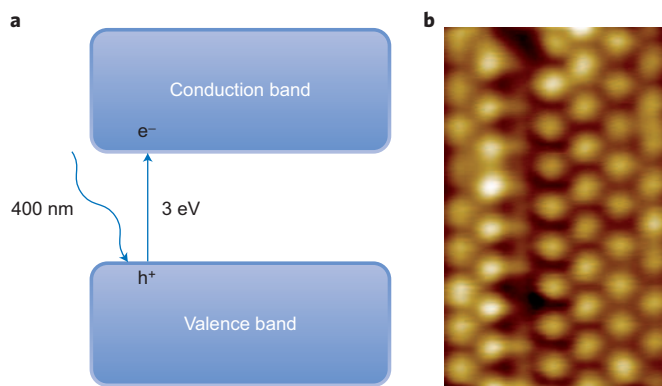 a
b
Conduction band
e⁻
400 nm
3 eV
h⁺
Valence band